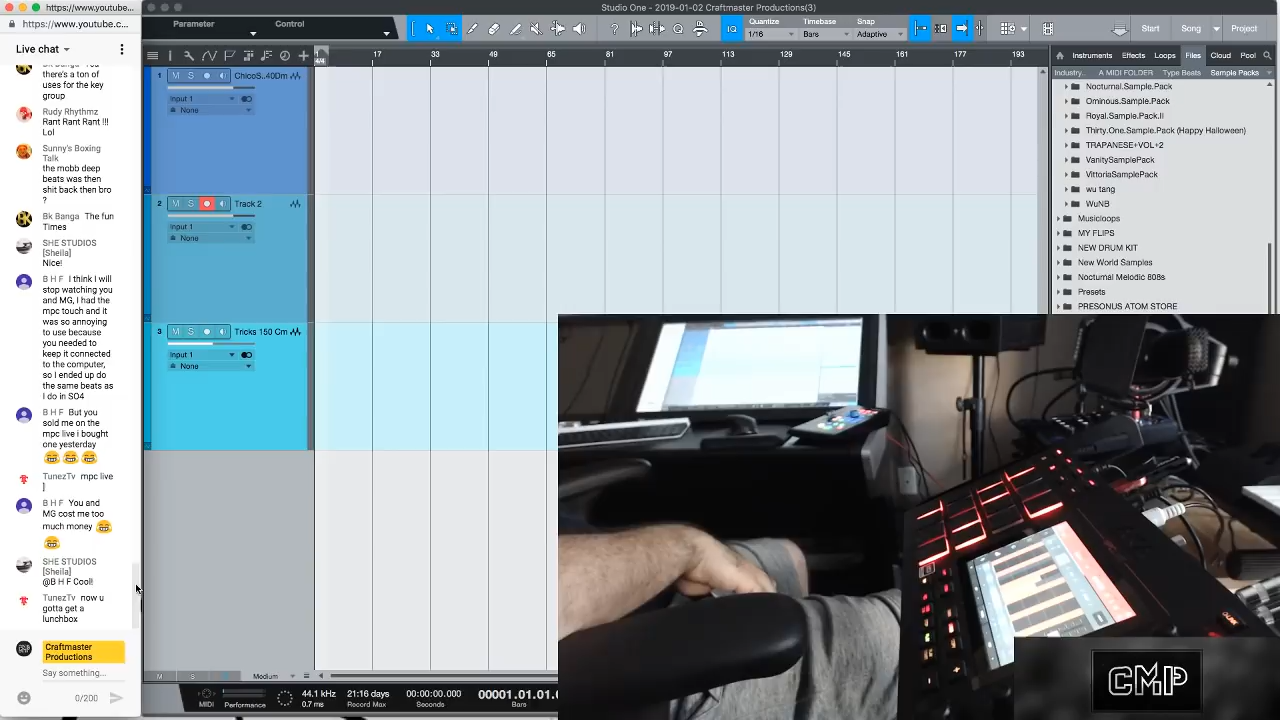 https://www.youtube...
https://www.youtube.c...
Live chat
there's a ton of
uses for the key
group
Rudy Rhythmz
Rant Rant Rant !!!
Lol
Sunny's Boxing
Talk
the mobb deep
beats was then
shit back then bro
?
Bk Banga The fun
Times
SHE STUDIOS
[Sheila]
Nice!
B H F I think I will
stop watching you
and MG, I had the
mpc touch and it
was so annoying
to use because
you needed to
keep it connected
to the computer,
so I ended up do
the same beats as
I do in SO4
B H F But you
sold me on the
mpc live i bought
one yesterday
😂😂😂
TunezTv mpc live
]
B H F You and
MG cost me too
much money 😂
😂
SHE STUDIOS
[Sheila]
@B H F Cool!
TunezTv now u
gotta get a
lunchbox
Craftmaster
Productions
Say something...
0/200
Studio One - 2019-01-02 Craftmaster Productions(3)
Parameter
Control
IQ
Quantize
1/16
Timebase
Bars
Snap
Adaptive
Start
Song
Project
1
17
33
49
65
81
97
113
129
145
161
177
193
4/4
1
M
S
ChicoS..40Dm
Input 1
None
2
M
S
Track 2
Input 1
None
3
M
S
Tricks 150 Cm
Input 1
None
Instruments
Effects
Loops
Files
Cloud
Pool
Industry..
A MIDI FOLDER
Type Beats
Sample Packs
Nocturnal.Sample.Pack
Ominous.Sample.Pack
Royal.Sample.Pack.II
Thirty.One.Sample.Pack (Happy Halloween)
TRAPANESE+VOL+2
VanitySamplePack
VittoriaSamplePack
wu tang
WuNB
Musicloops
MY FLIPS
NEW DRUM KIT
New World Samples
Nocturnal Melodic 808s
Presets
PRESONUS ATOM STORE
M
S
Medium
MIDI
Performance
44.1 kHz
0.7 ms
21:16 days
Record Max
00:00:00.000
Seconds
00001.01.01.0
Bars
CMP